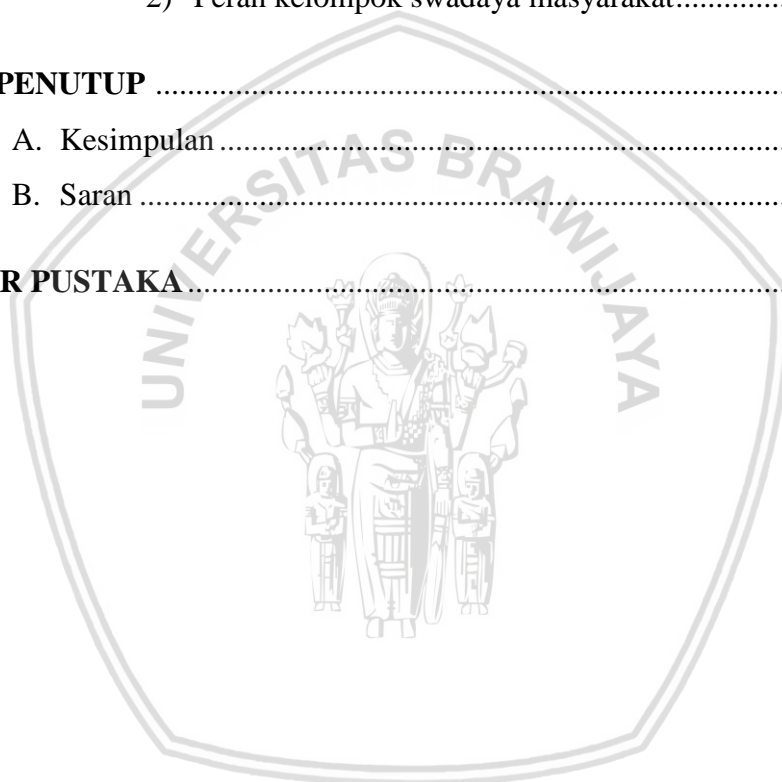 2) Peran kelompok swadaya masyarakat..............
PENUTUP ....................................................................
A. Kesimpulan ..............................................................
B. Saran ........................................................................
R PUSTAKA ................................................................
UNIVERSITAS BRAWIJAYA